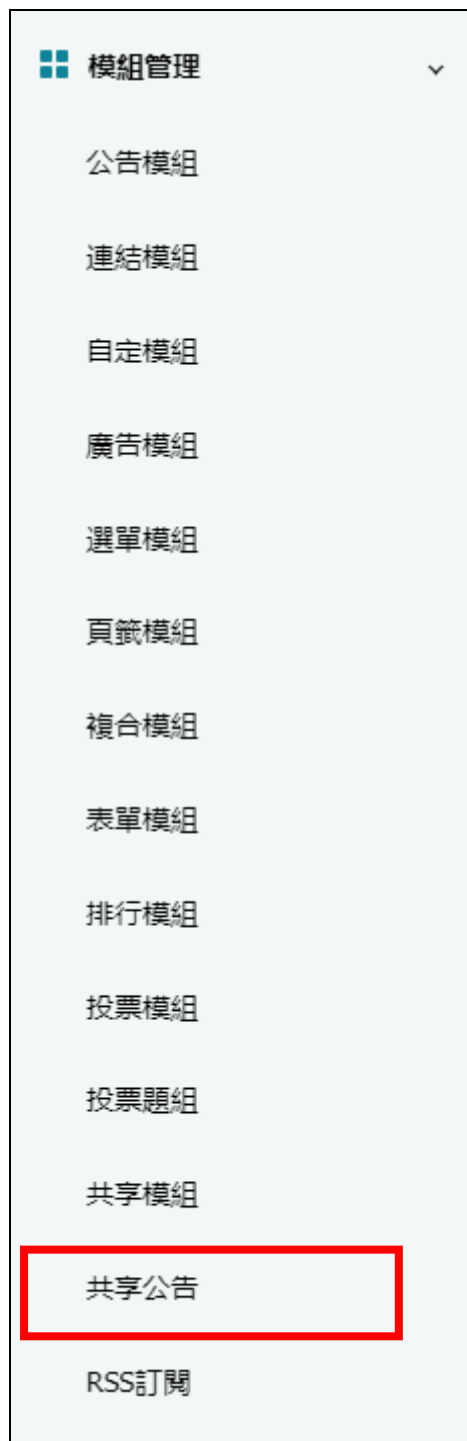 模組管理
公告模組
連結模組
自定模組
廣告模組
選單模組
頁籤模組
複合模組
表單模組
排行模組
投票模組
投票題組
共享模組
共享公告
RSS訂閱